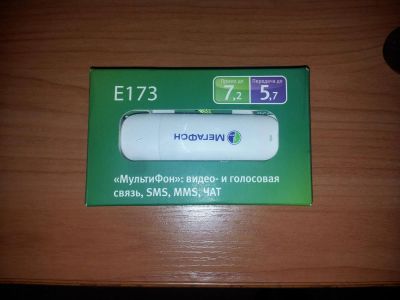 E173
Приём до
7,2
Передача до
5,7
МЕГАФОН
«МультиФон»: видео- и голосовая
связь, SMS, MMS, ЧАТ